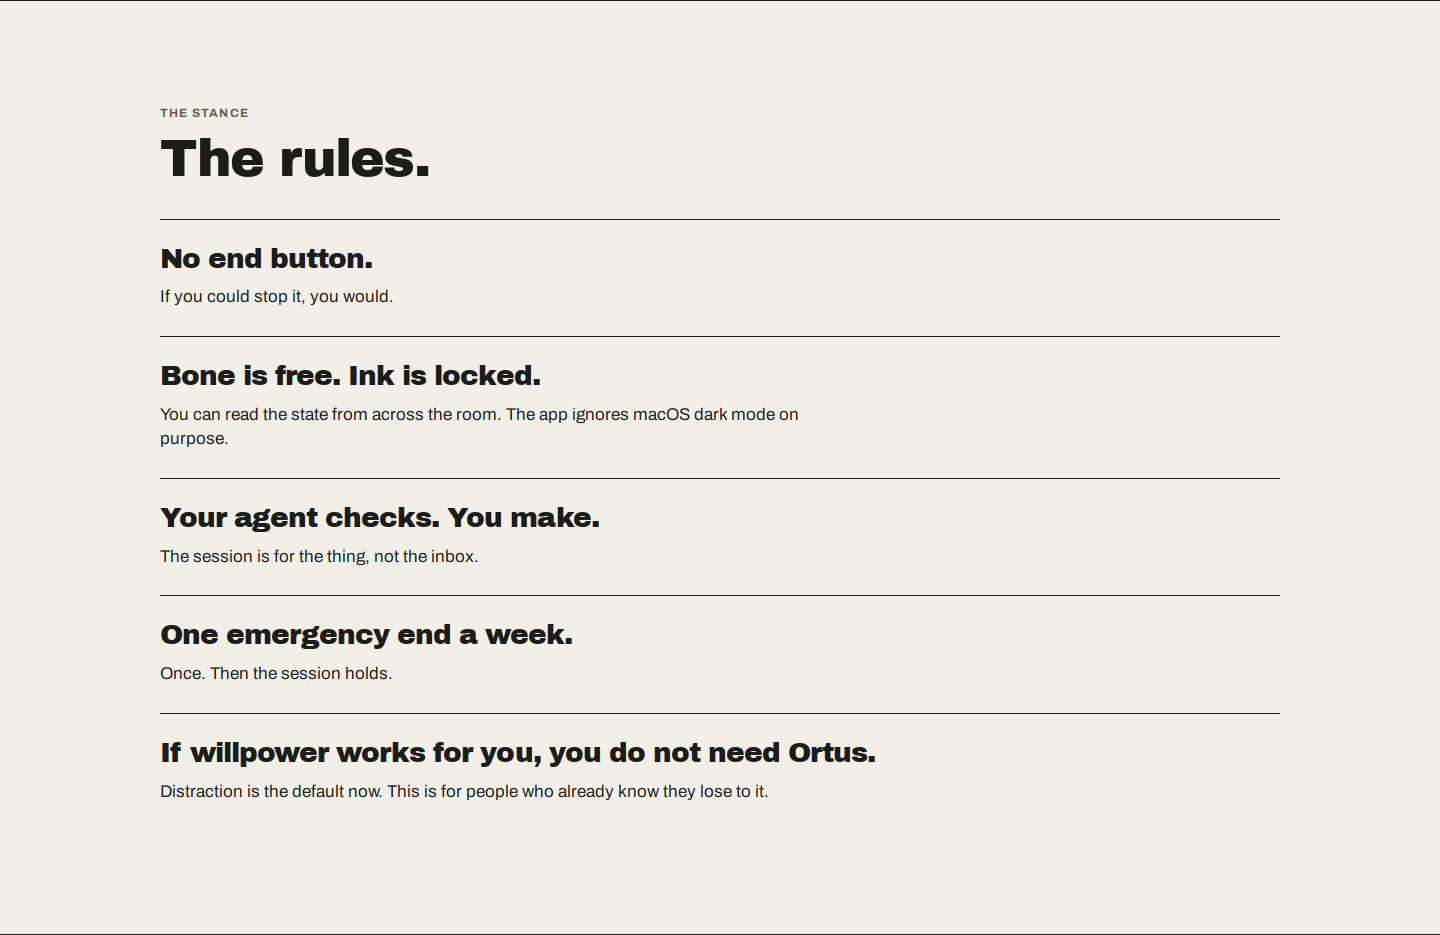 THE STANCE
The rules.
No end button.
If you could stop it, you would.
Bone is free. Ink is locked.
You can read the state from across the room. The app ignores macOS dark mode on
purpose.
Your agent checks. You make.
The session is for the thing, not the inbox.
One emergency end a week.
Once. Then the session holds.
If willpower works for you, you do not need Ortus.
Distraction is the default now. This is for people who already know they lose to it.